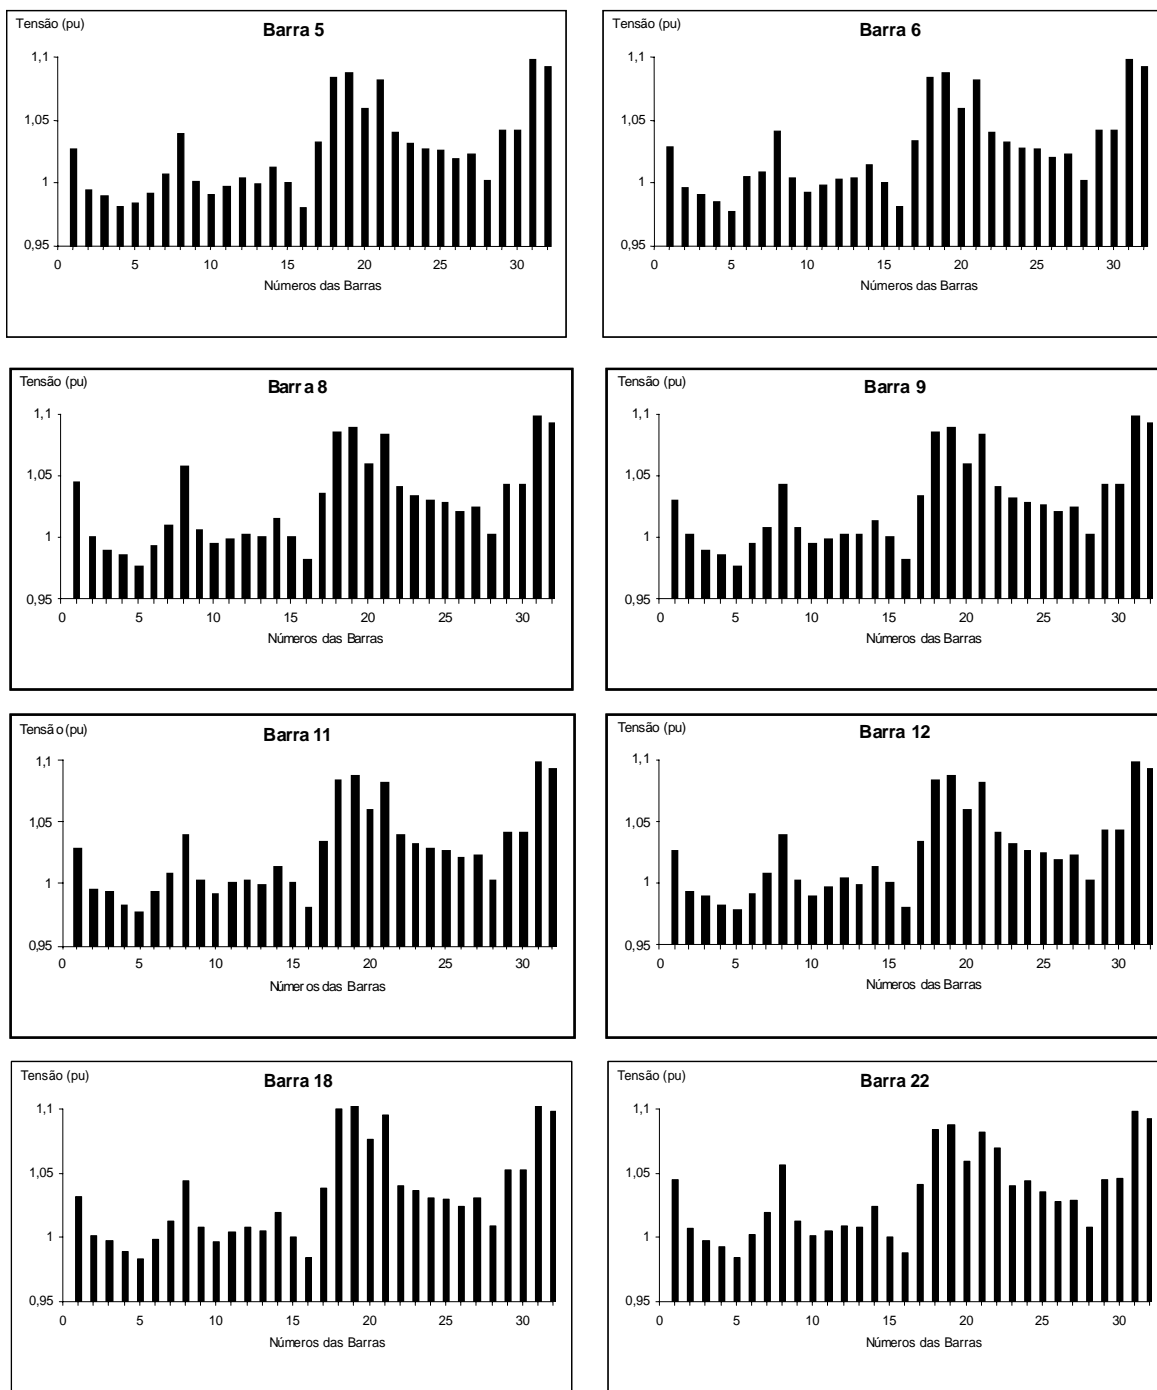 Tensão (pu)
Barra 5
1,1
1,05
1
0,95
0 5 10 15 20 25 30
Números das Barras
Tensão (pu)
Barra 6
1,1
1,05
1
0,95
0 5 10 15 20 25 30
Números das Barras
Tensão (pu)
Barra 8
1,1
1,05
1
0,95
0 5 10 15 20 25 30
Números das Barras
Tensão (pu)
Barra 9
1,1
1,05
1
0,95
0 5 10 15 20 25 30
Números das Barras
Tensão (pu)
Barra 11
1,1
1,05
1
0,95
0 5 10 15 20 25 30
Números das Barras
Tensão (pu)
Barra 12
1,1
1,05
1
0,95
0 5 10 15 20 25 30
Números das Barras
Tensão (pu)
Barra 18
1,1
1,05
1
0,95
0 5 10 15 20 25 30
Números das Barras
Tensão (pu)
Barra 22
1,1
1,05
1
0,95
0 5 10 15 20 25 30
Números das Barras